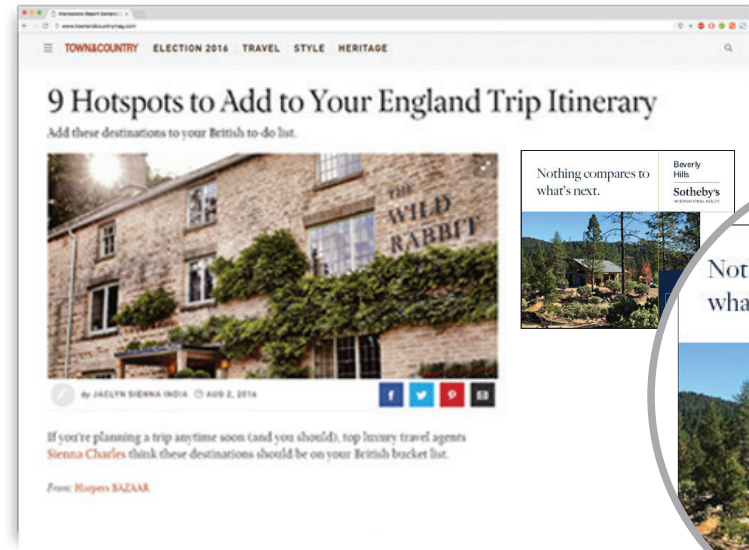 www.townandcountrymag.com
TOWN&COUNTRY ELECTION 2016 TRAVEL STYLE HERITAGE
9 Hotspots to Add to Your England Trip Itinerary
Add these destinations to your British to-do list.
THE
WILD
RABBIT
by JACLYN SIENNA INDIA AUG 2, 2016
If you're planning a trip anytime soon (and you should), top luxury travel agents
Sienna Charles think these destinations should be on your British bucket list.
From: Harpers BAZAAR
Nothing compares to
what's next.
Beverly
Hills
Sotheby's
INTERNATIONAL REALTY
Not
wha